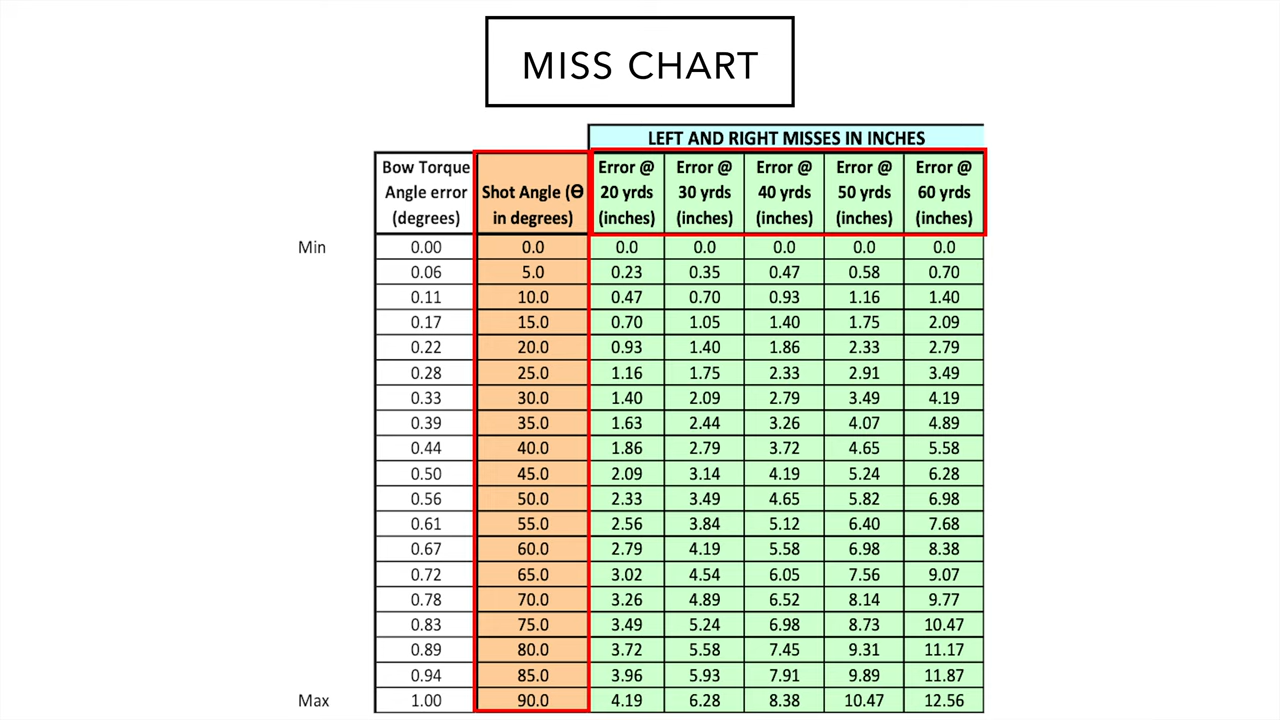 MISS CHART
LEFT AND RIGHT MISSES IN INCHES
Bow Torque Angle error (degrees) Shot Angle (Ө in degrees) Error @ 20 yrds (inches) Error @ 30 yrds (inches) Error @ 40 yrds (inches) Error @ 50 yrds (inches) Error @ 60 yrds (inches)
Min 0.00 0.0 0.0 0.0 0.0 0.0 0.0
0.06 5.0 0.23 0.35 0.47 0.58 0.70
0.11 10.0 0.47 0.70 0.93 1.16 1.40
0.17 15.0 0.70 1.05 1.40 1.75 2.09
0.22 20.0 0.93 1.40 1.86 2.33 2.79
0.28 25.0 1.16 1.75 2.33 2.91 3.49
0.33 30.0 1.40 2.09 2.79 3.49 4.19
0.39 35.0 1.63 2.44 3.26 4.07 4.89
0.44 40.0 1.86 2.79 3.72 4.65 5.58
0.50 45.0 2.09 3.14 4.19 5.24 6.28
0.56 50.0 2.33 3.49 4.65 5.82 6.98
0.61 55.0 2.56 3.84 5.12 6.40 7.68
0.67 60.0 2.79 4.19 5.58 6.98 8.38
0.72 65.0 3.02 4.54 6.05 7.56 9.07
0.78 70.0 3.26 4.89 6.52 8.14 9.77
0.83 75.0 3.49 5.24 6.98 8.73 10.47
0.89 80.0 3.72 5.58 7.45 9.31 11.17
0.94 85.0 3.96 5.93 7.91 9.89 11.87
Max 1.00 90.0 4.19 6.28 8.38 10.47 12.56